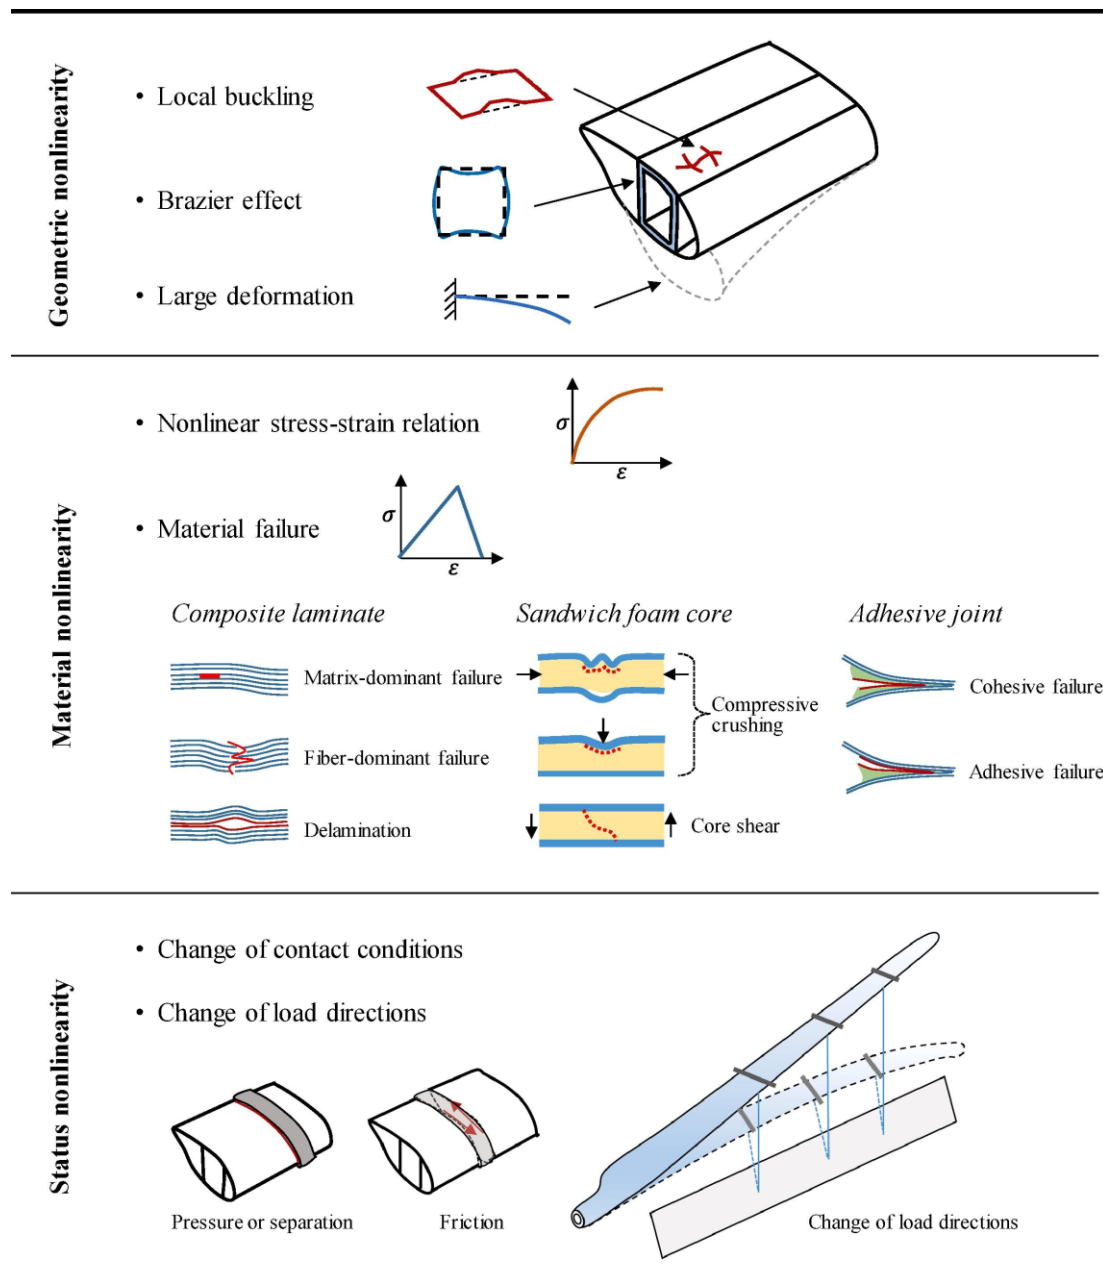 Geometric nonlinearity
• Local buckling
• Brazier effect
• Large deformation
Material nonlinearity
• Nonlinear stress-strain relation
σ
ε
• Material failure
σ
ε
Composite laminate
Matrix-dominant failure
Fiber-dominant failure
Delamination
Sandwich foam core
Compressive
crushing
Core shear
Adhesive joint
Cohesive failure
Adhesive failure
Status nonlinearity
• Change of contact conditions
• Change of load directions
Pressure or separation
Friction
Change of load directions